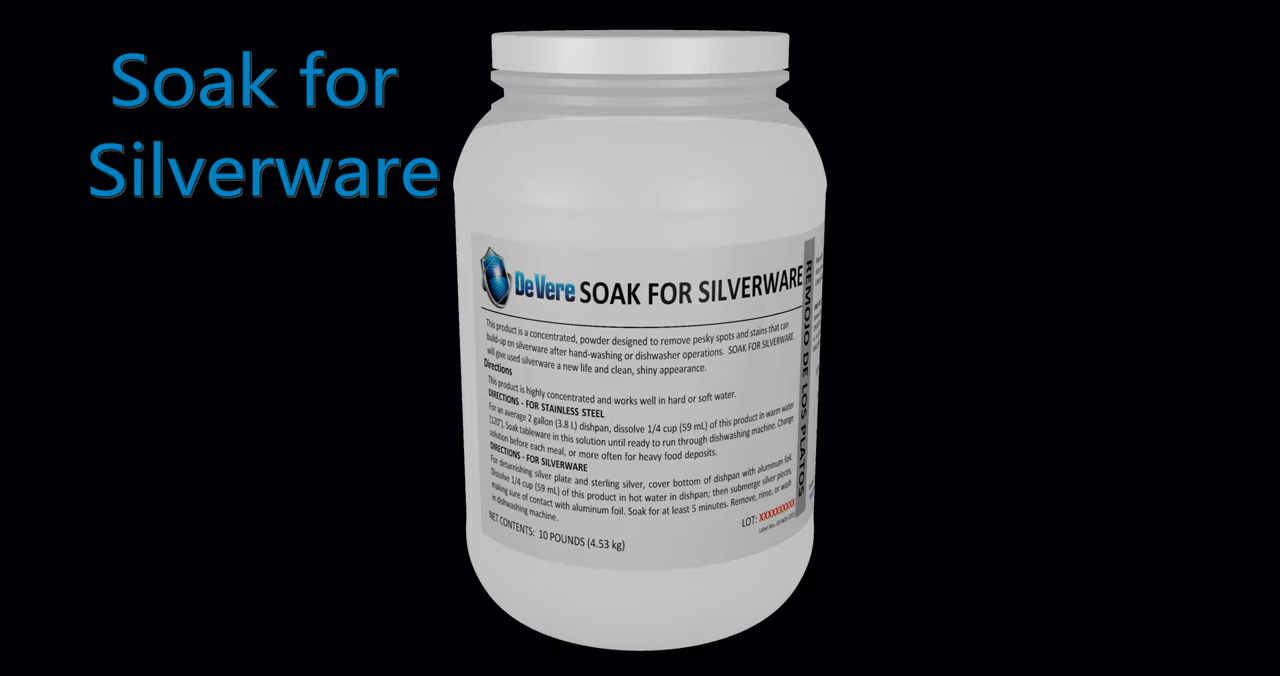 Soak for
Silverware
DeVere SOAK FOR SILVERWARE
This product is a concentrated, powder designed to remove pesky spots and stains that can
build-up on silverware after hand-washing or dishwasher operations. SOAK FOR SILVERWARE
will give used silverware a new life and clean, shiny appearance.
Directions
This product is highly concentrated and works well in hard or soft water.
DIRECTIONS - FOR STAINLESS STEEL
For an average 2 gallon (3.8 L) dishpan, dissolve 1/4 cup (59 mL) of this product in warm water
(120°). Soak tableware in this solution until ready to run through dishwashing machine. Change
solution before each meal, or more often for heavy food deposits.
DIRECTIONS - FOR SILVERWARE
For detarnishing silver plate and sterling silver, cover bottom of dishpan with aluminum foil.
Dissolve 1/4 cup (59 mL) of this product in hot water in dishpan; then submerge silver pieces,
making sure of contact with aluminum foil. Soak for at least 5 minutes. Remove, rinse, or wash
in dishwashing machine.
NET CONTENTS: 10 POUNDS (4.53 kg)
LOT: XXXXXXXXXX
Label Rev.
REMOJO DE LOS PLATOS